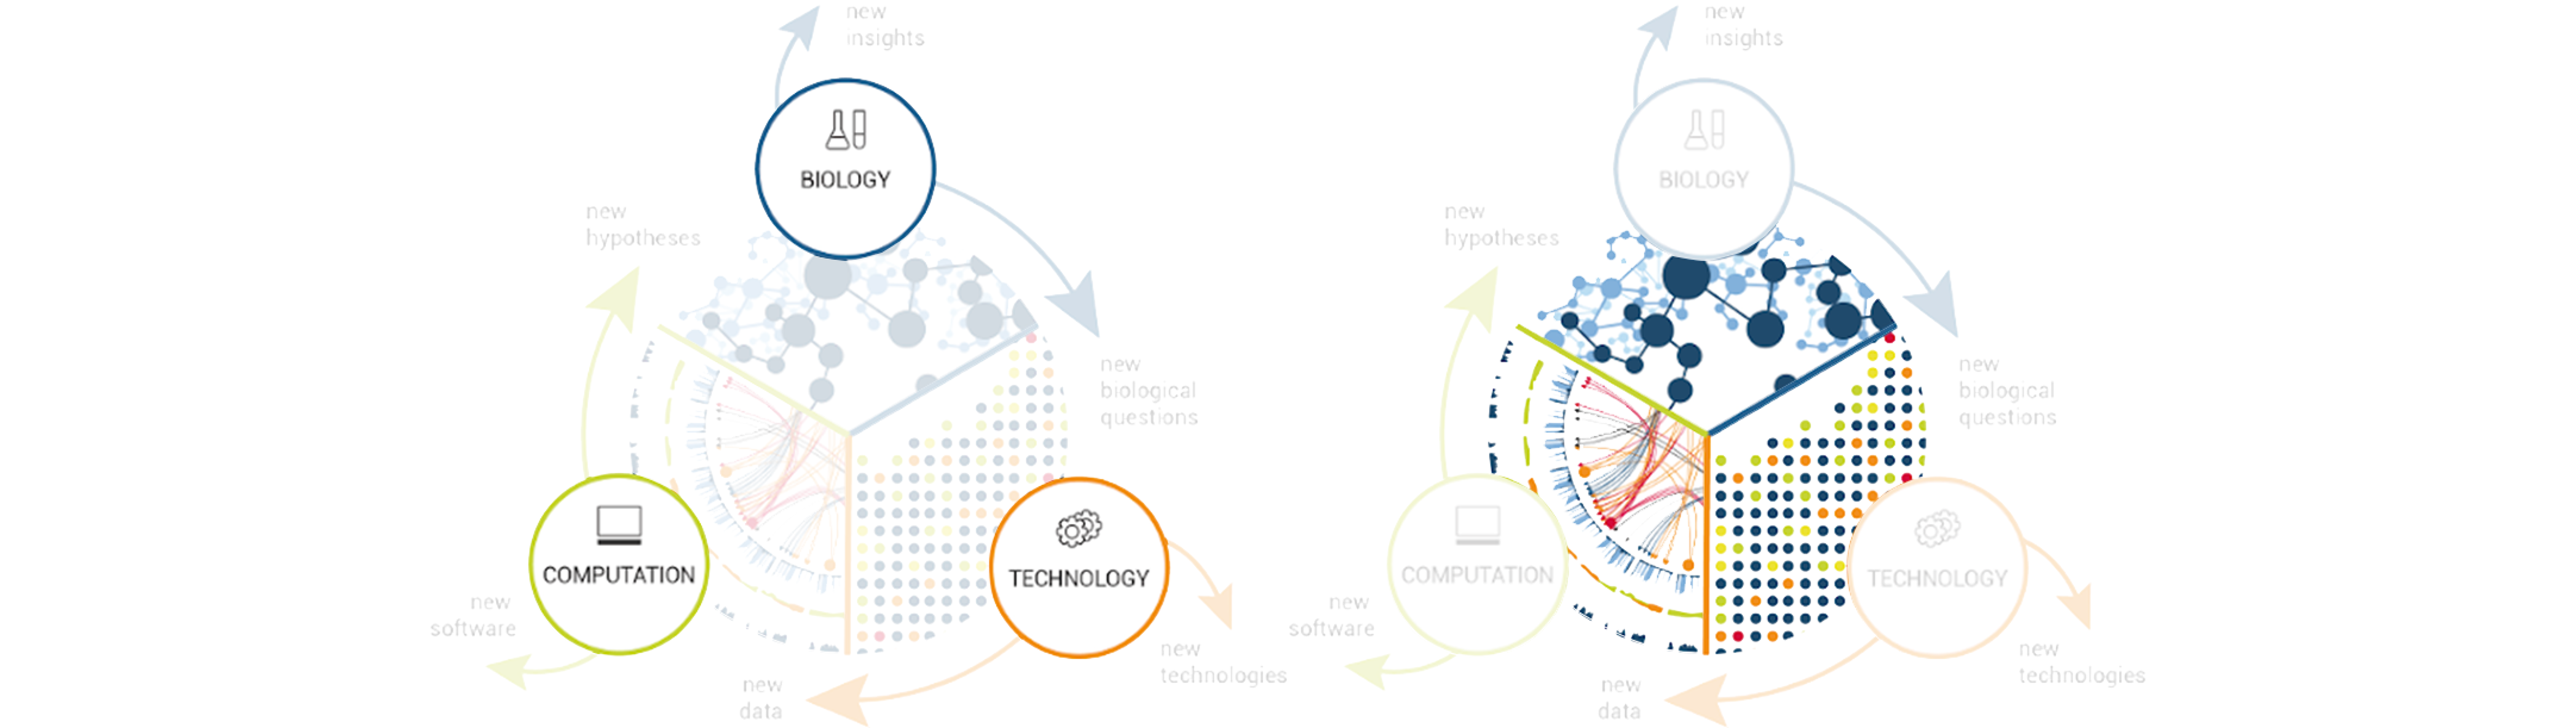 new
insights
BIOLOGY
new
hypotheses
new
biological
questions
COMPUTATION
TECHNOLOGY
new
software
new
technologies
new
data
new
insights
BIOLOGY
new
hypotheses
new
biological
questions
COMPUTATION
TECHNOLOGY
new
software
new
technologies
new
data